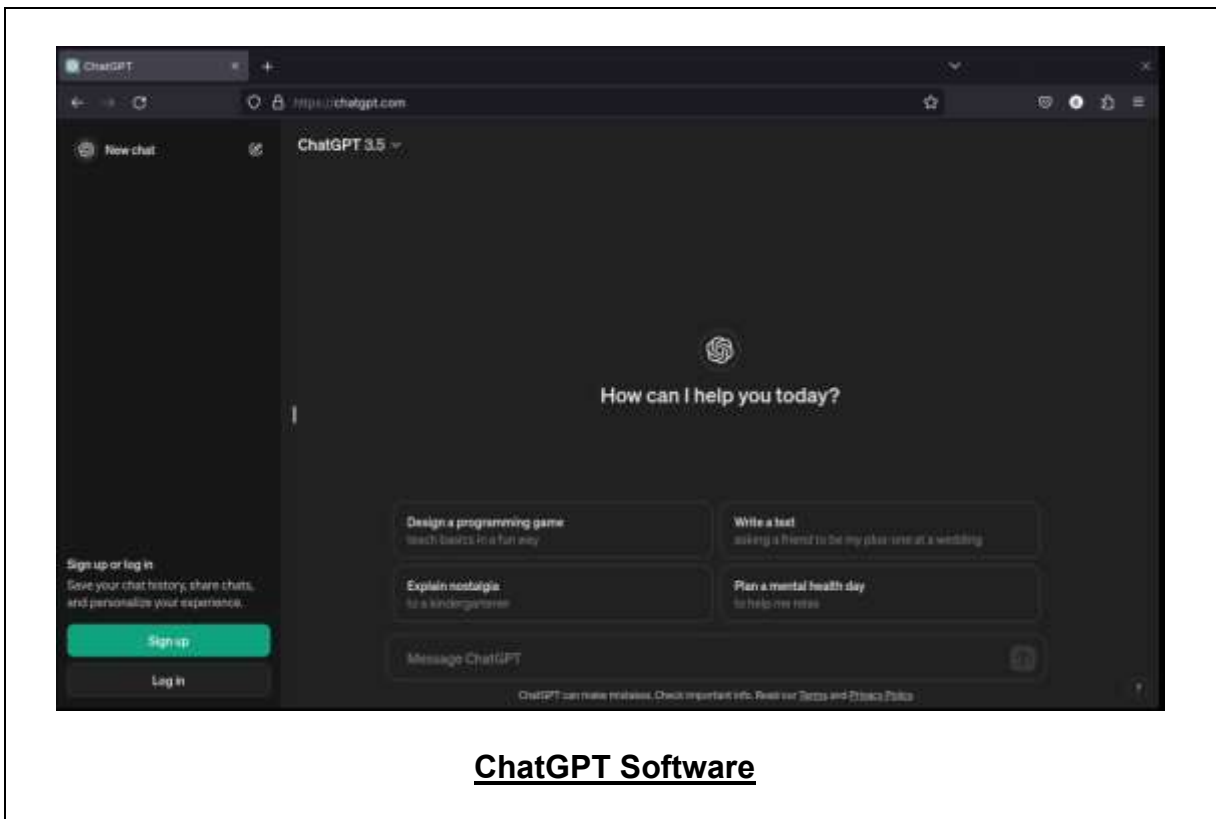 ChatGPT
https://chatgpt.com
New chat
ChatGPT 3.5
How can I help you today?
Design a programming game
teach basics in a fun way
Write a text
asking a friend to be my plus-one at a wedding
Explain nostalgia
to a kindergartener
Plan a mental health day
to help me relax
Sign up or log in
Save your chat history, share chats,
and personalize your experience.
Sign up
Log in
Message ChatGPT
ChatGPT can make mistakes. Check important info. Read our Terms and Privacy Policy.
ChatGPT Software